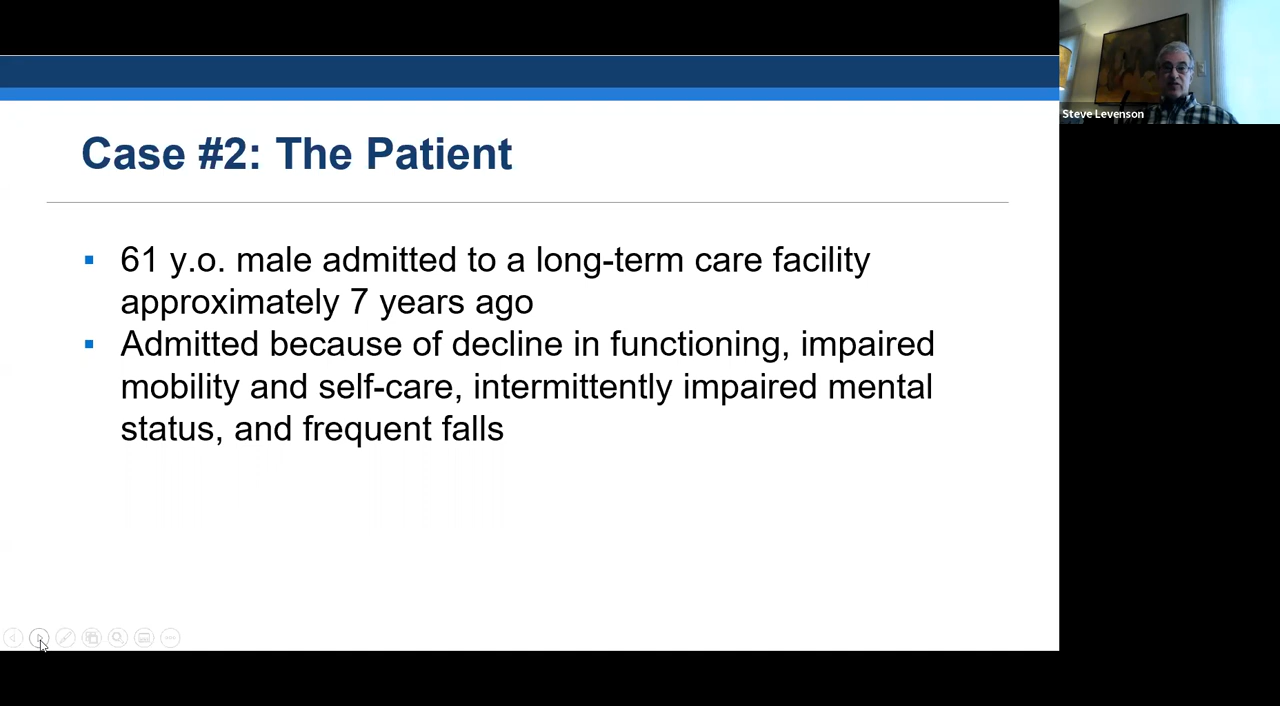 Steve Levenson
Case #2: The Patient
▪ 61 y.o. male admitted to a long-term care facility
approximately 7 years ago
▪ Admitted because of decline in functioning, impaired
mobility and self-care, intermittently impaired mental
status, and frequent falls